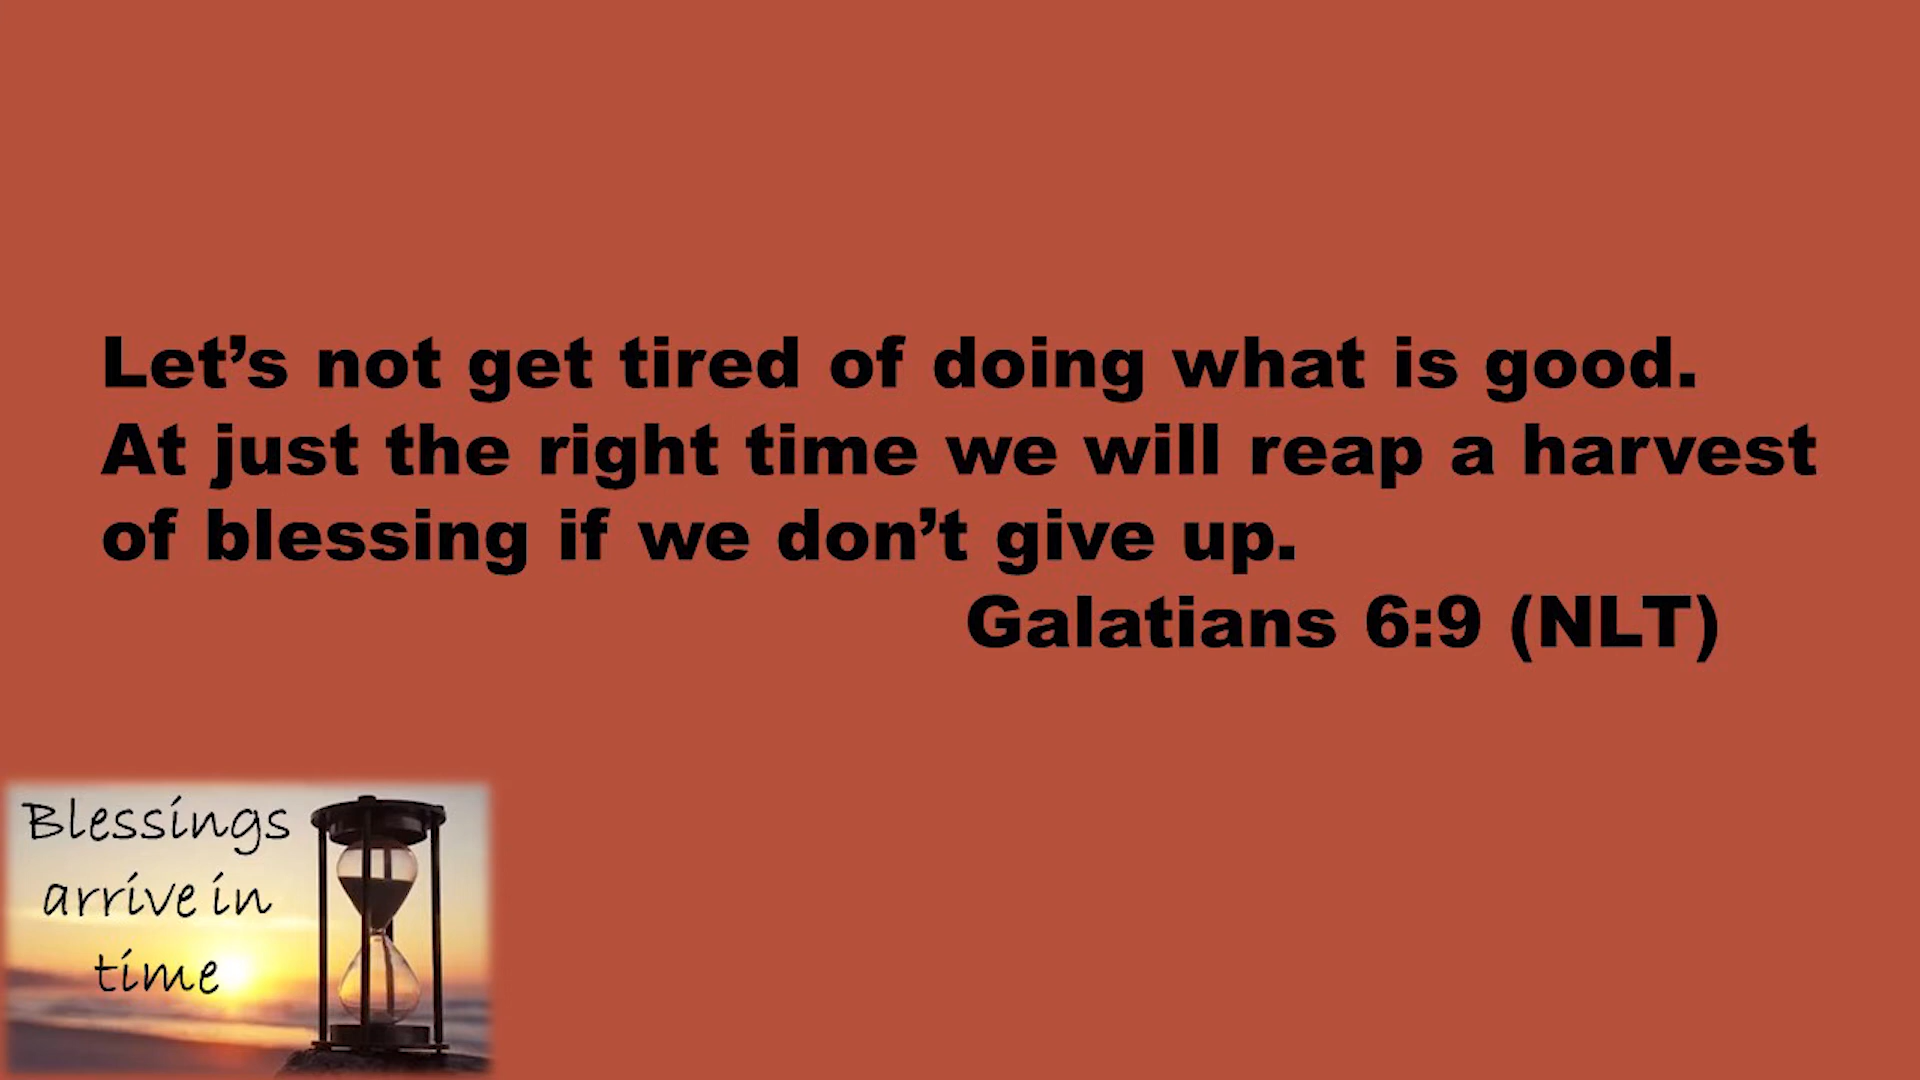 Let’s not get tired of doing what is good.
At just the right time we will reap a harvest
of blessing if we don’t give up.
Galatians 6:9 (NLT)
Blessings
arrive in
time